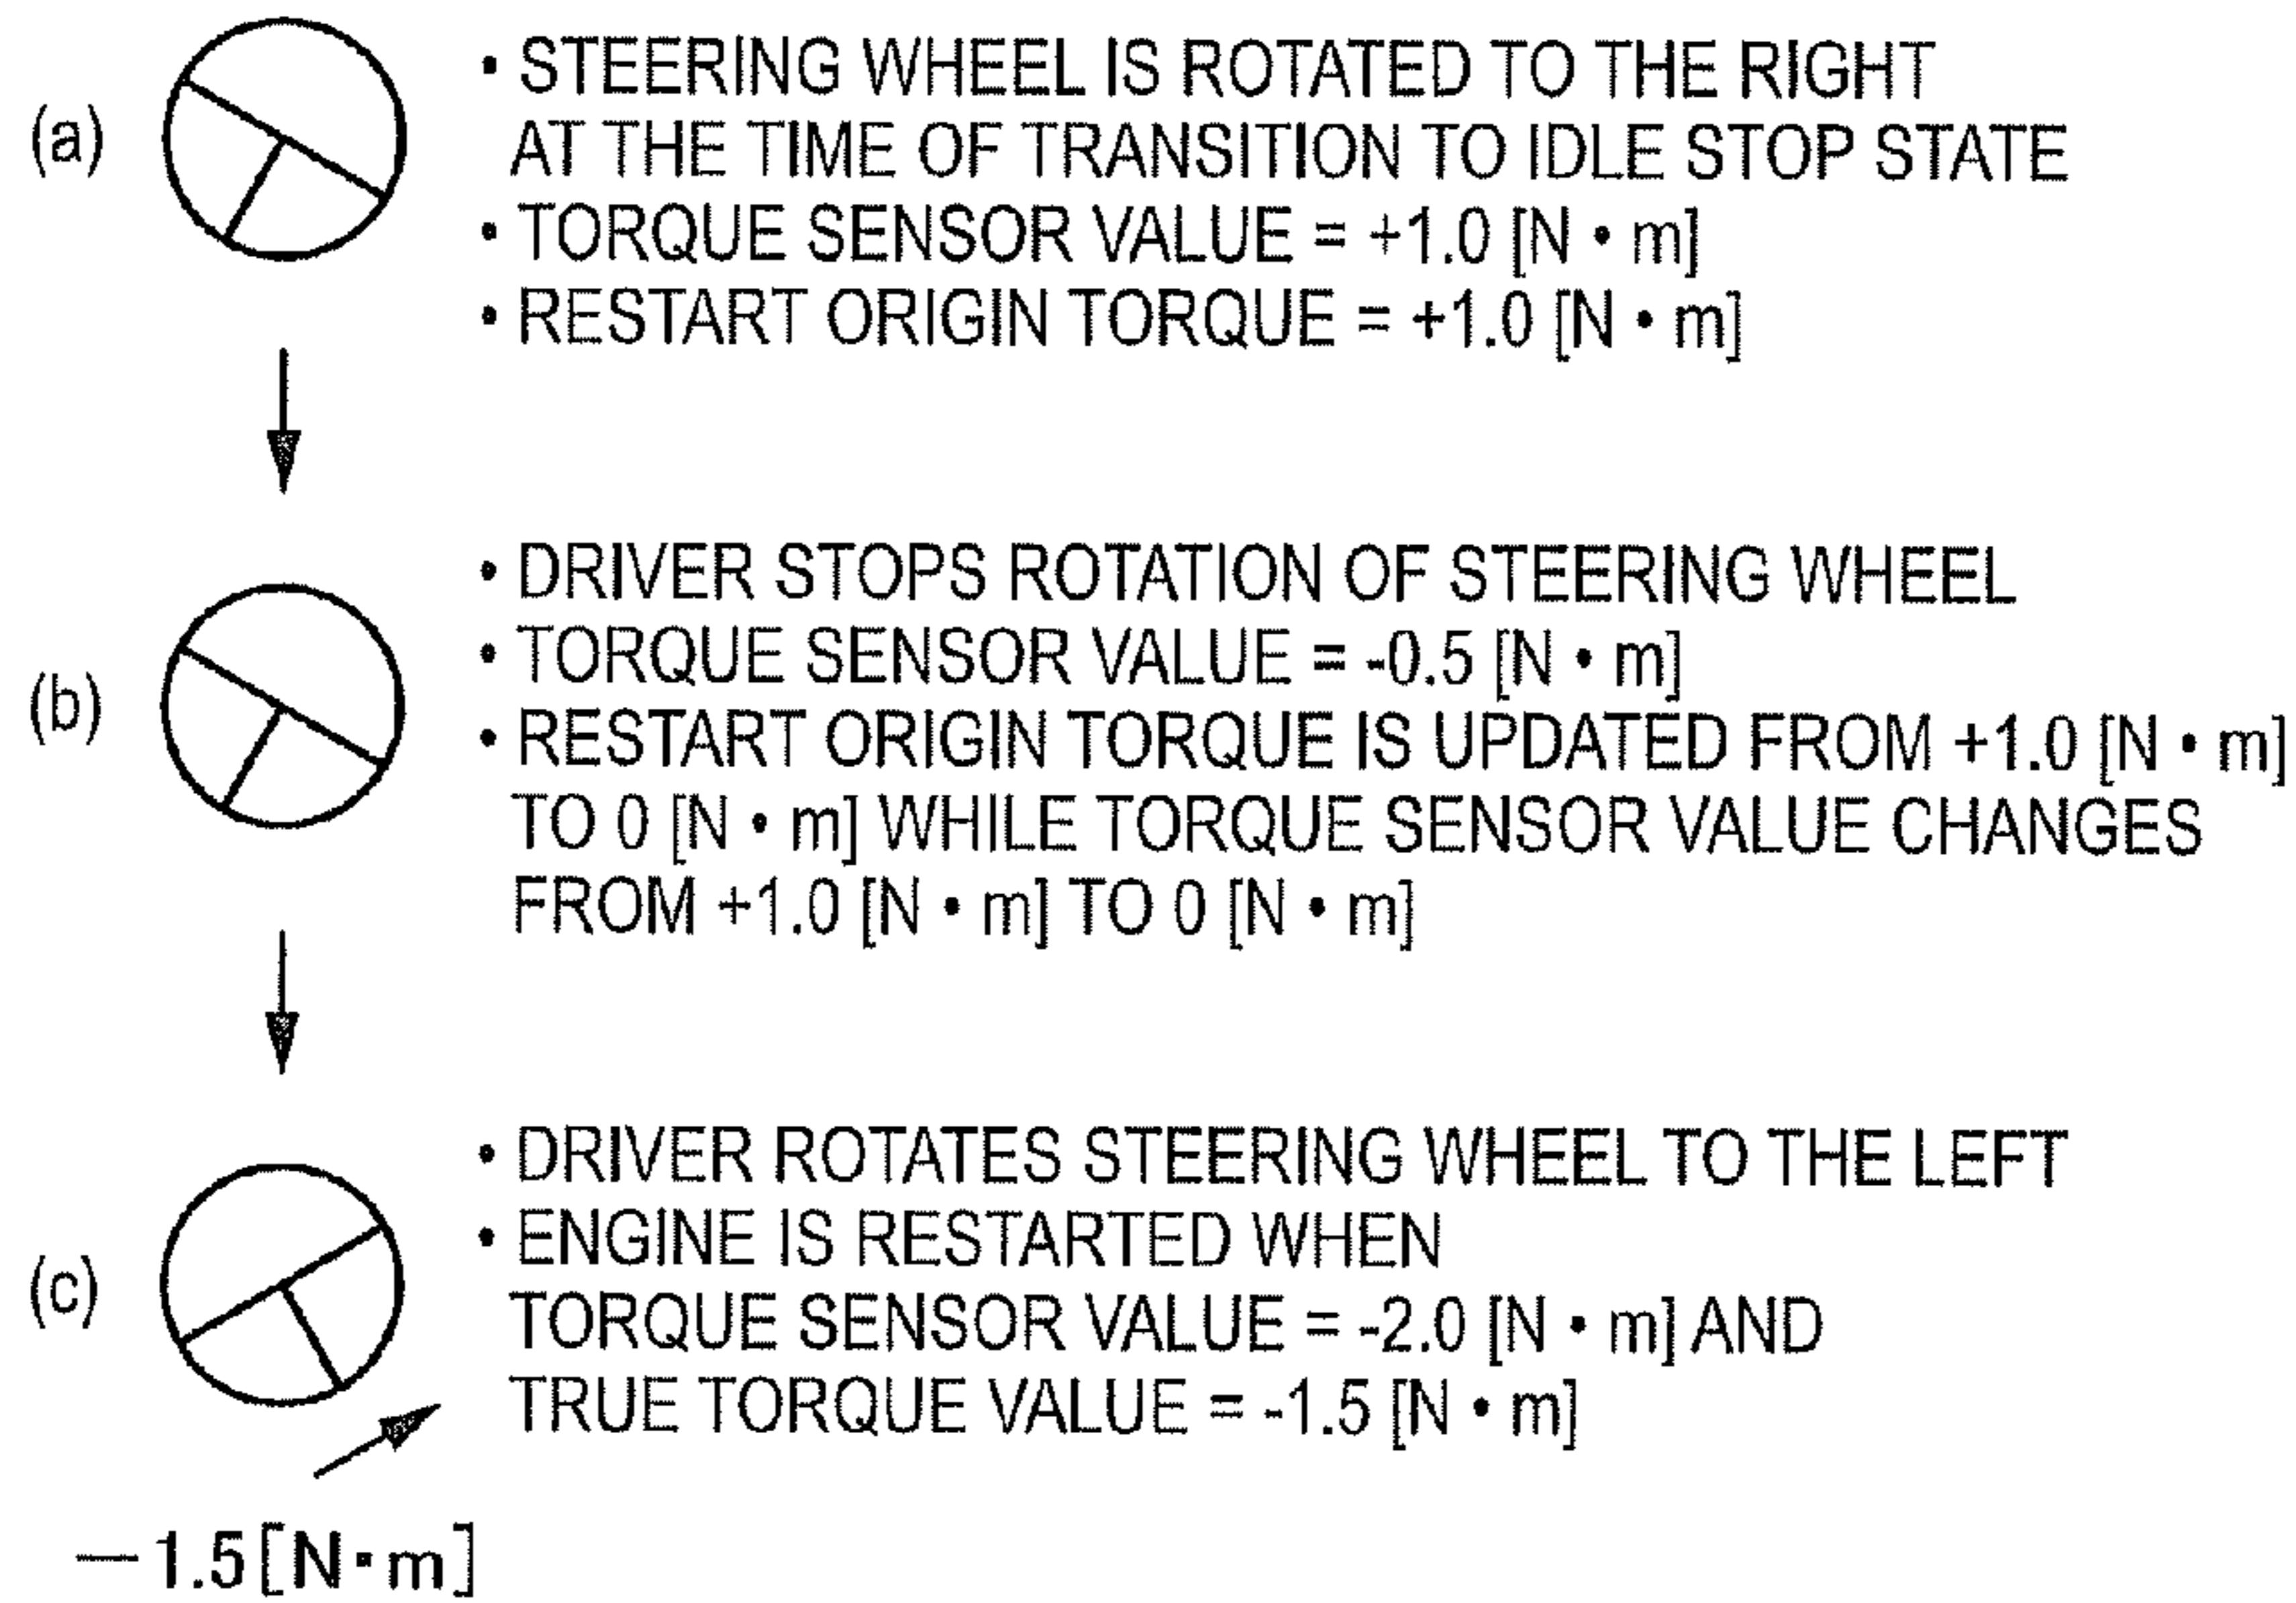 (a)
• STEERING WHEEL IS ROTATED TO THE RIGHT
AT THE TIME OF TRANSITION TO IDLE STOP STATE
• TORQUE SENSOR VALUE = +1.0 [N • m]
• RESTART ORIGIN TORQUE = +1.0 [N • m]
(b)
• DRIVER STOPS ROTATION OF STEERING WHEEL
• TORQUE SENSOR VALUE = -0.5 [N • m]
• RESTART ORIGIN TORQUE IS UPDATED FROM +1.0 [N • m]
TO 0 [N • m] WHILE TORQUE SENSOR VALUE CHANGES
FROM +1.0 [N • m] TO 0 [N • m]
(c)
• DRIVER ROTATES STEERING WHEEL TO THE LEFT
• ENGINE IS RESTARTED WHEN
TORQUE SENSOR VALUE = -2.0 [N • m] AND
TRUE TORQUE VALUE = -1.5 [N • m]
—1.5[N•m]